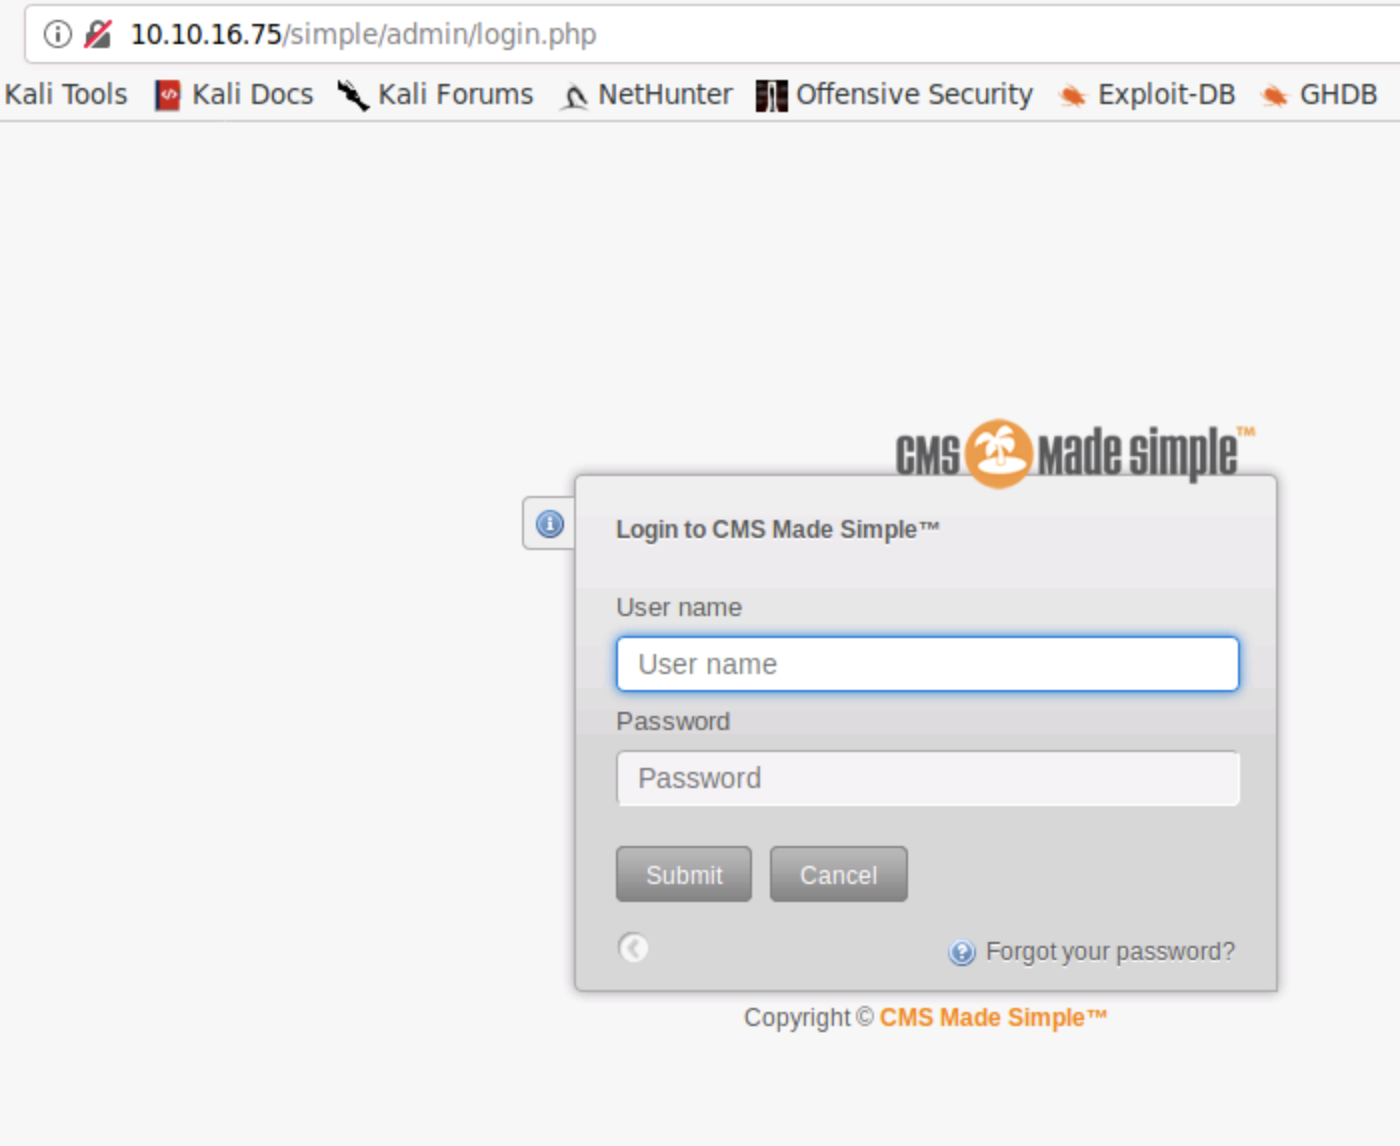 10.10.16.75/simple/admin/login.php
Kali Tools Kali Docs Kali Forums NetHunter Offensive Security Exploit-DB GHDB
CMS Made simple™
Login to CMS Made Simple™
User name
User name
Password
Password
Submit Cancel
Forgot your password?
Copyright © CMS Made Simple™